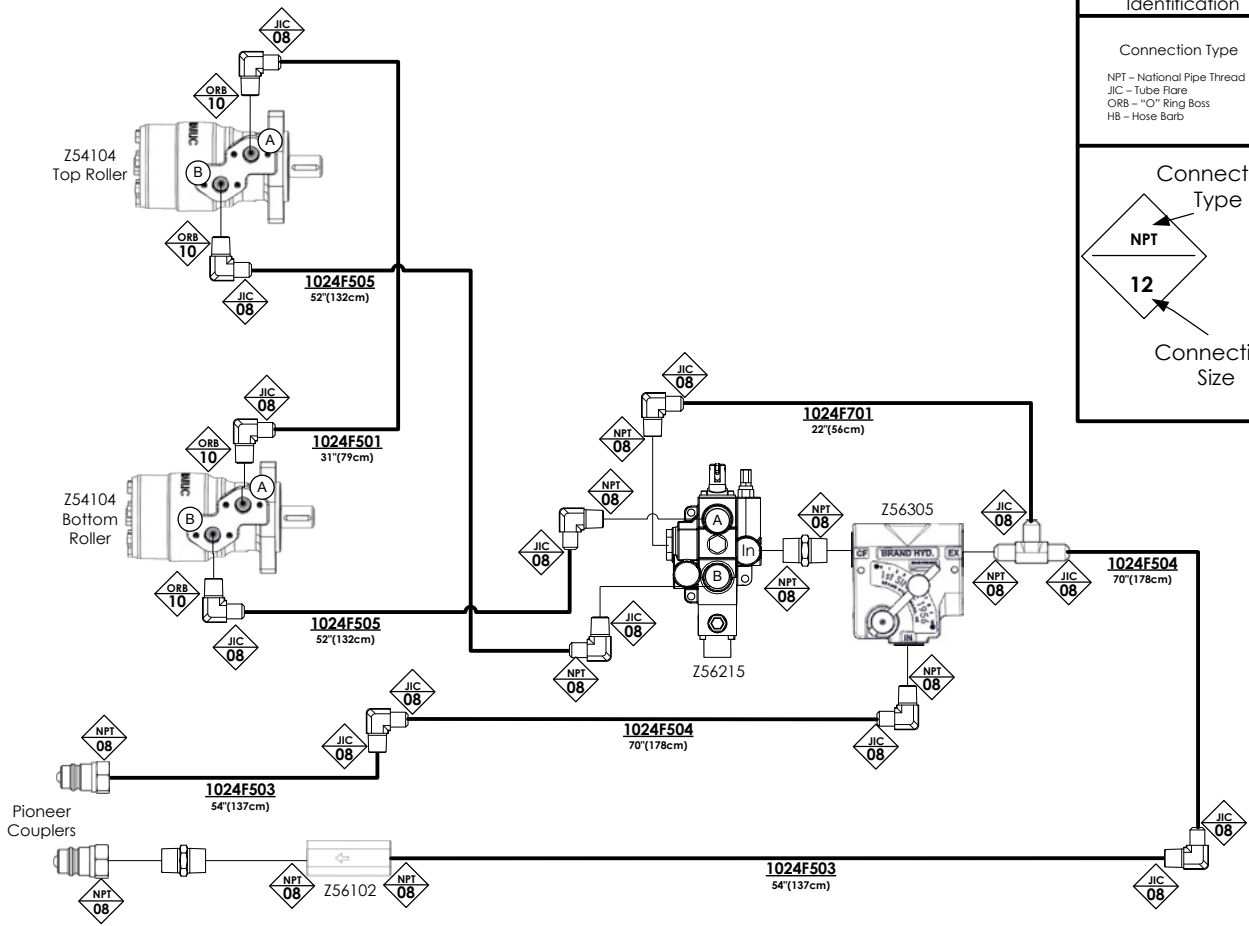 Identification
Connection Type
NPT – National Pipe Thread
JIC – Tube Flare
ORB – "O" Ring Boss
HB – Hose Barb
Connecti
Type
NPT
12
Connecti
Size
JIC
08
ORB
10
A
B
Z54104
Top Roller
ORB
10
JIC
08
1024F505
52"(132cm)
JIC
08
ORB
10
1024F501
31"(79cm)
A
B
Z54104
Bottom
Roller
ORB
10
JIC
08
1024F505
52"(132cm)
JIC
08
NPT
08
1024F701
22"(56cm)
NPT
08
JIC
08
A
In
B
NPT
08
NPT
08
Z56305
CF
BRAND HYD.
EX
1956
IN
JIC
08
NPT
08
JIC
08
1024F504
70"(178cm)
JIC
08
NPT
08
Z56215
NPT
08
JIC
08
JIC
08
JIC
08
1024F504
70"(178cm)
NPT
08
1024F503
54"(137cm)
Pioneer
Couplers
NPT
08
NPT
08
Z56102
NPT
08
1024F503
54"(137cm)
JIC
08
JIC
08